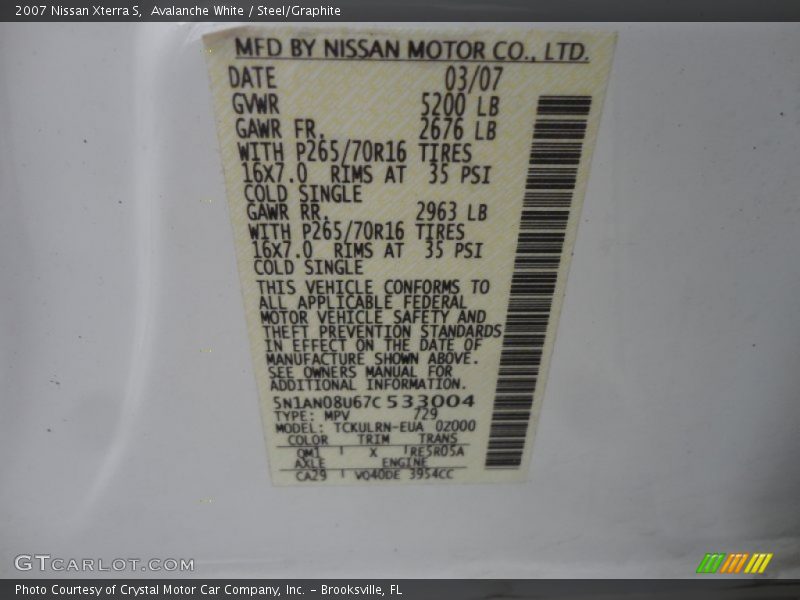 2007 Nissan Xterra S,  Avalanche White / Steel/Graphite
MFD BY NISSAN MOTOR CO., LTD.
DATE 03/07
GVWR 5200 LB
GAWR FR. 2676 LB
WITH P265/70R16 TIRES
16X7.0 RIMS AT 35 PSI
COLD SINGLE
GAWR RR. 2963 LB
WITH P265/70R16 TIRES
16X7.0 RIMS AT 35 PSI
COLD SINGLE
THIS VEHICLE CONFORMS TO
ALL APPLICABLE FEDERAL
MOTOR VEHICLE SAFETY AND
THEFT PREVENTION STANDARDS
IN EFFECT ON THE DATE OF
MANUFACTURE SHOWN ABOVE.
SEE OWNERS MANUAL FOR
ADDITIONAL INFORMATION.
5N1AN08U67C533004
TYPE: MPV 729
MODEL: TCKULRN-EUA 02000
COLOR TRIM TRANS
QM1 X RE5R05A
AXLE ENGINE
CA29 VQ40DE 3954CC
GTCARLOT.COM
Photo Courtesy of Crystal Motor Car Company, Inc. – Brooksville, FL